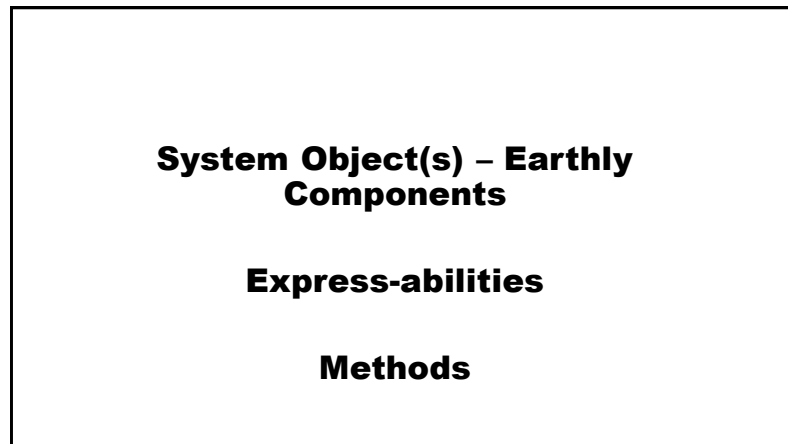 System Object(s) – Earthly
Components
Express-abilities
Methods